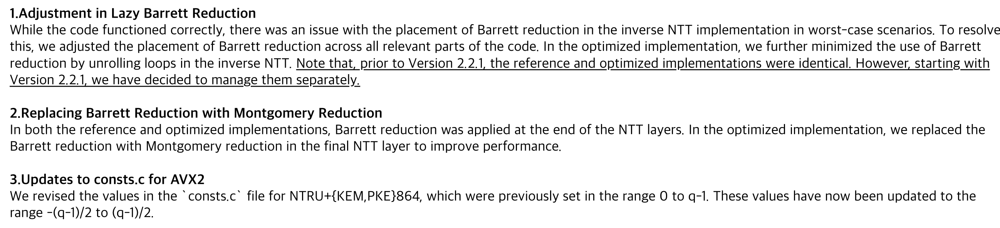 1.Adjustment in Lazy Barrett Reduction
While the code functioned correctly, there was an issue with the placement of Barrett reduction in the inverse NTT implementation in worst-case scenarios. To resolve
this, we adjusted the placement of Barrett reduction across all relevant parts of the code. In the optimized implementation, we further minimized the use of Barrett
reduction by unrolling loops in the inverse NTT. Note that, prior to Version 2.2.1, the reference and optimized implementations were identical. However, starting with
Version 2.2.1, we have decided to manage them separately.
2.Replacing Barrett Reduction with Montgomery Reduction
In both the reference and optimized implementations, Barrett reduction was applied at the end of the NTT layers. In the optimized implementation, we replaced the
Barrett reduction with Montgomery reduction in the final NTT layer to improve performance.
3.Updates to consts.c for AVX2
We revised the values in the `consts.c` file for NTRU+{KEM,PKE}864, which were previously set in the range 0 to q-1. These values have now been updated to the
range -(q-1)/2 to (q-1)/2.